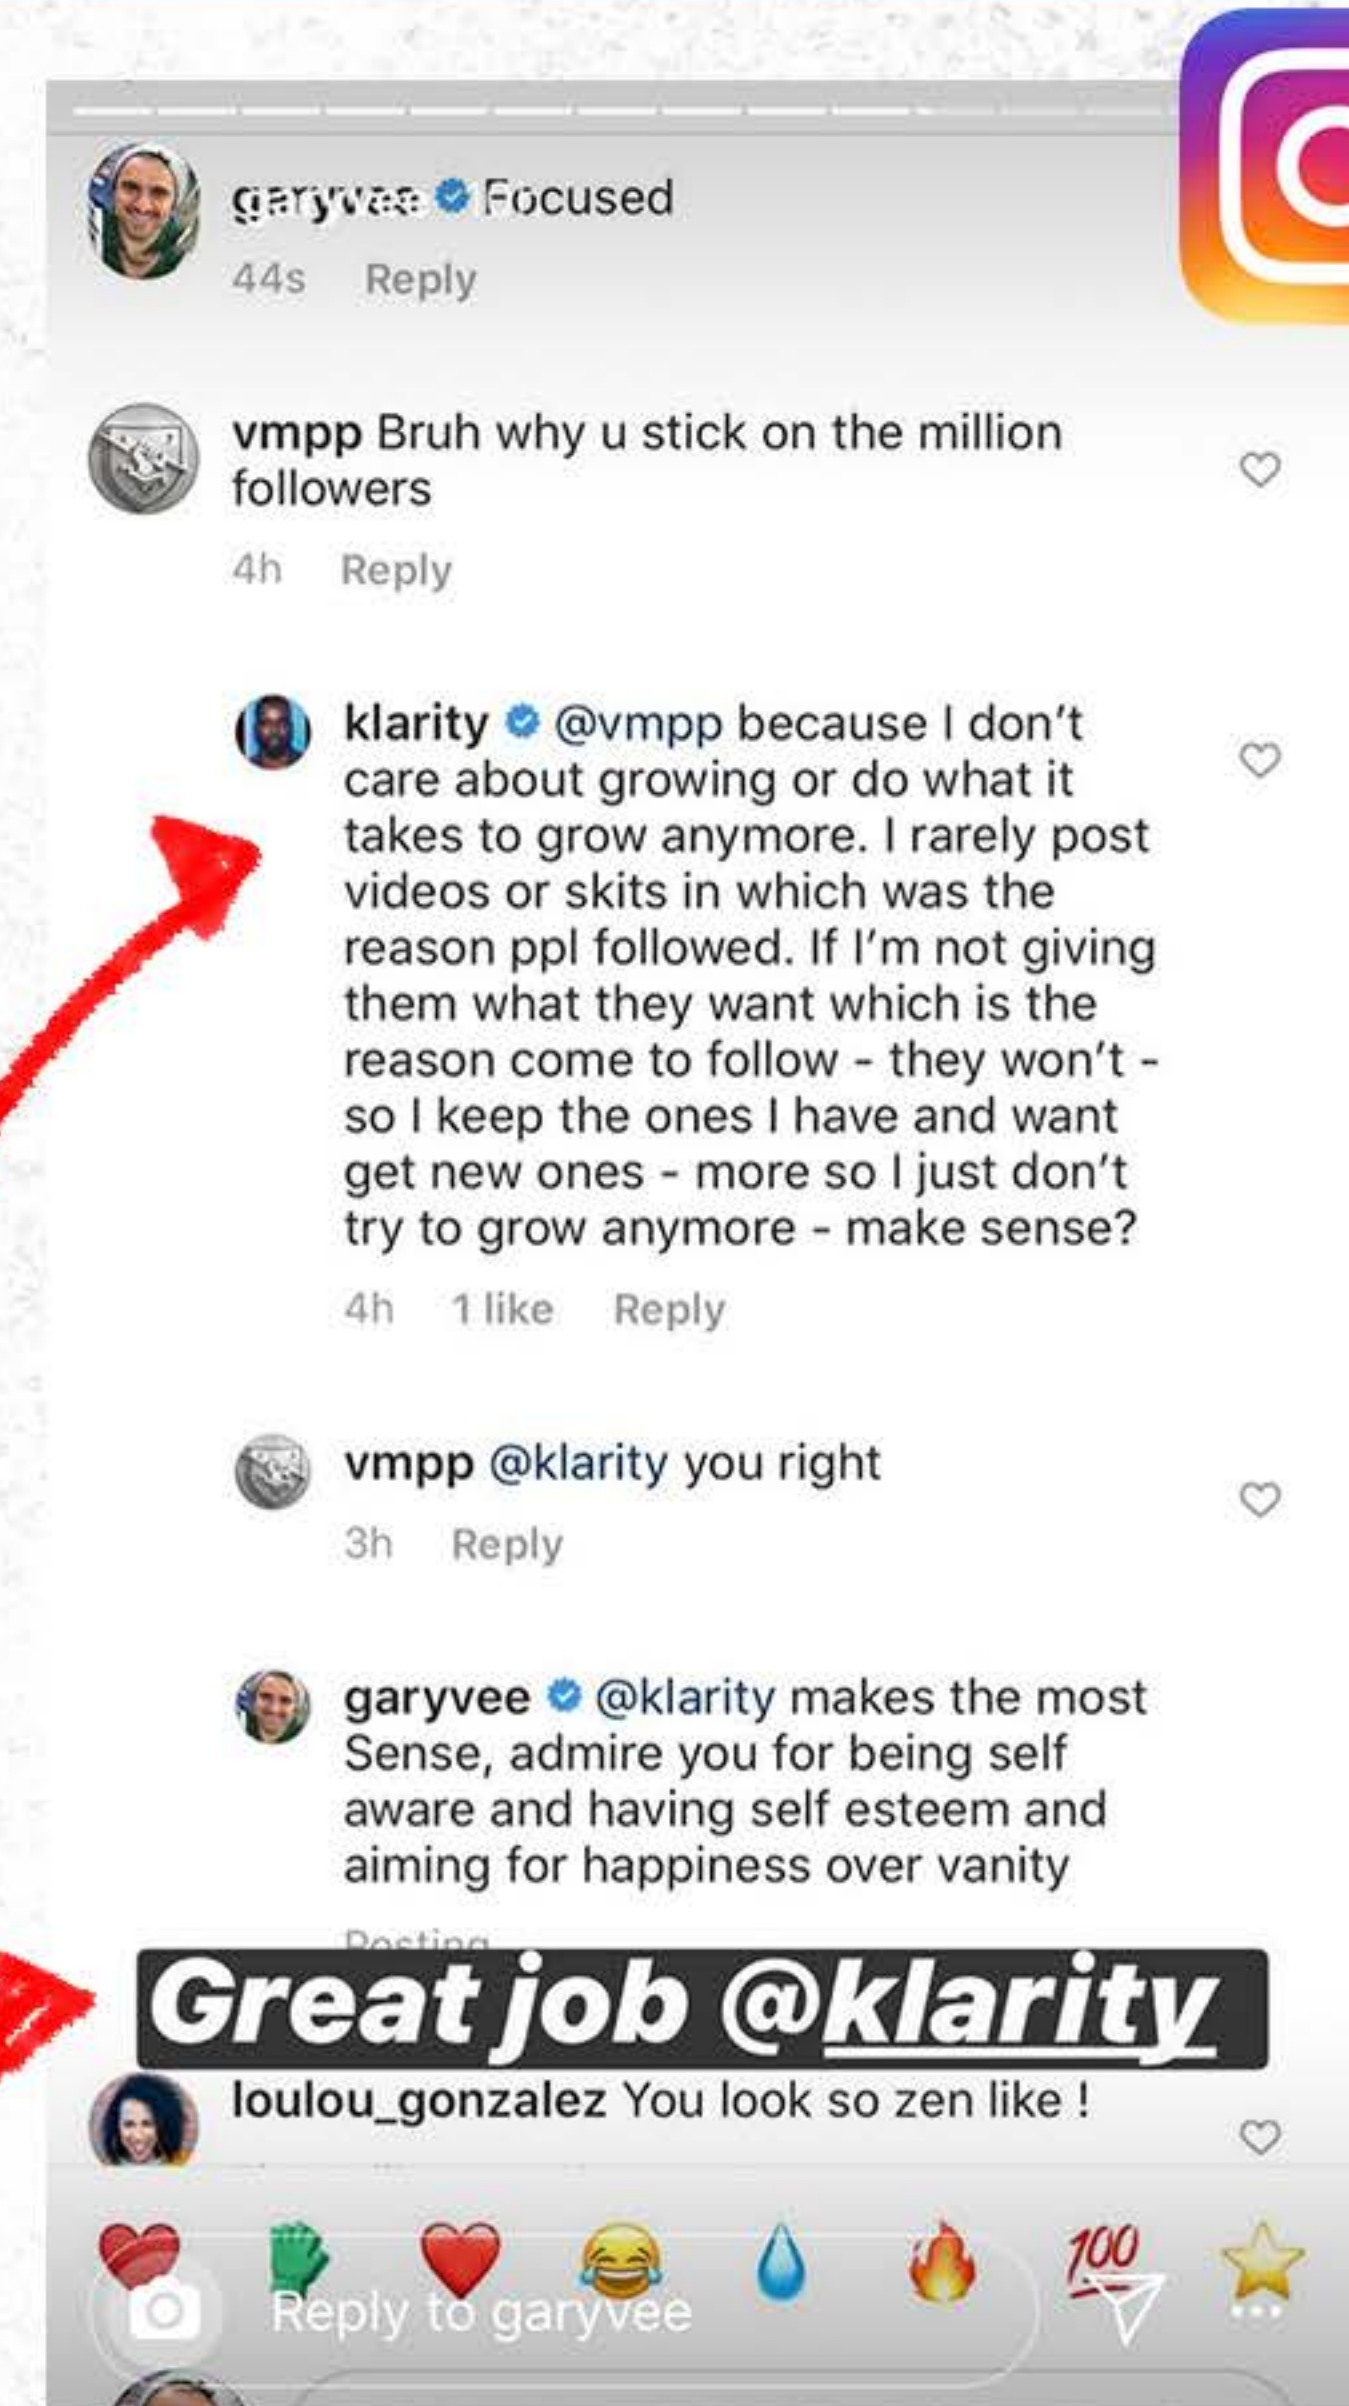 garyvee Focused
44s Reply
vmpp Bruh why u stick on the million
followers
4h Reply
klarity @vmpp because I don't
care about growing or do what it
takes to grow anymore. I rarely post
videos or skits in which was the
reason ppl followed. If I'm not giving
them what they want which is the
reason come to follow - they won't -
so I keep the ones I have and want
get new ones - more so I just don't
try to grow anymore - make sense?
4h 1 like Reply
vmpp @klarity you right
3h Reply
garyvee @klarity makes the most
Sense, admire you for being self
aware and having self esteem and
aiming for happiness over vanity
Posting
Great job @klarity
loulou_gonzalez You look so zen like !
100
Reply to garyvee